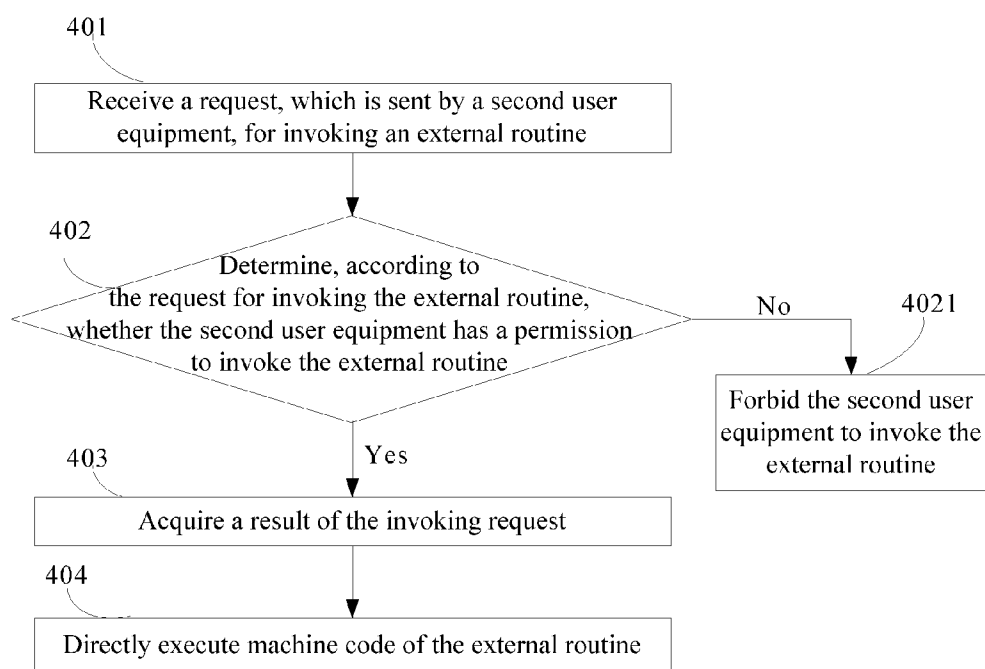 401
Receive a request, which is sent by a second user
equipment, for invoking an external routine
402
Determine, according to
the request for invoking the external routine,
whether the second user equipment has a permission
to invoke the external routine
No
4021
Forbid the second user
equipment to invoke the
external routine
Yes
403
Acquire a result of the invoking request
404
Directly execute machine code of the external routine